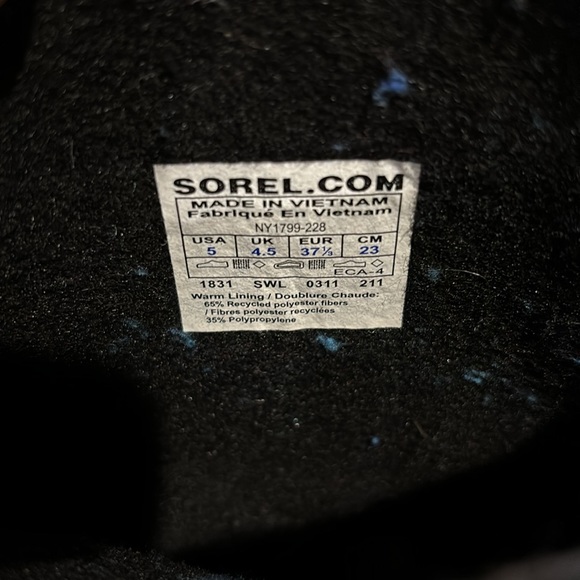 SOREL.COM
MADE IN VIETNAM
Fabriqué En Vietnam
NY1799-228
USA UK EUR CM
5 4.5 37⅓ 23
ECA-4
1831 SWL 0311 211
Warm Lining / Doublure Chaude:
65% Recycled polyester fibers
/ Fibres polyester recyclées
35% Polypropylene